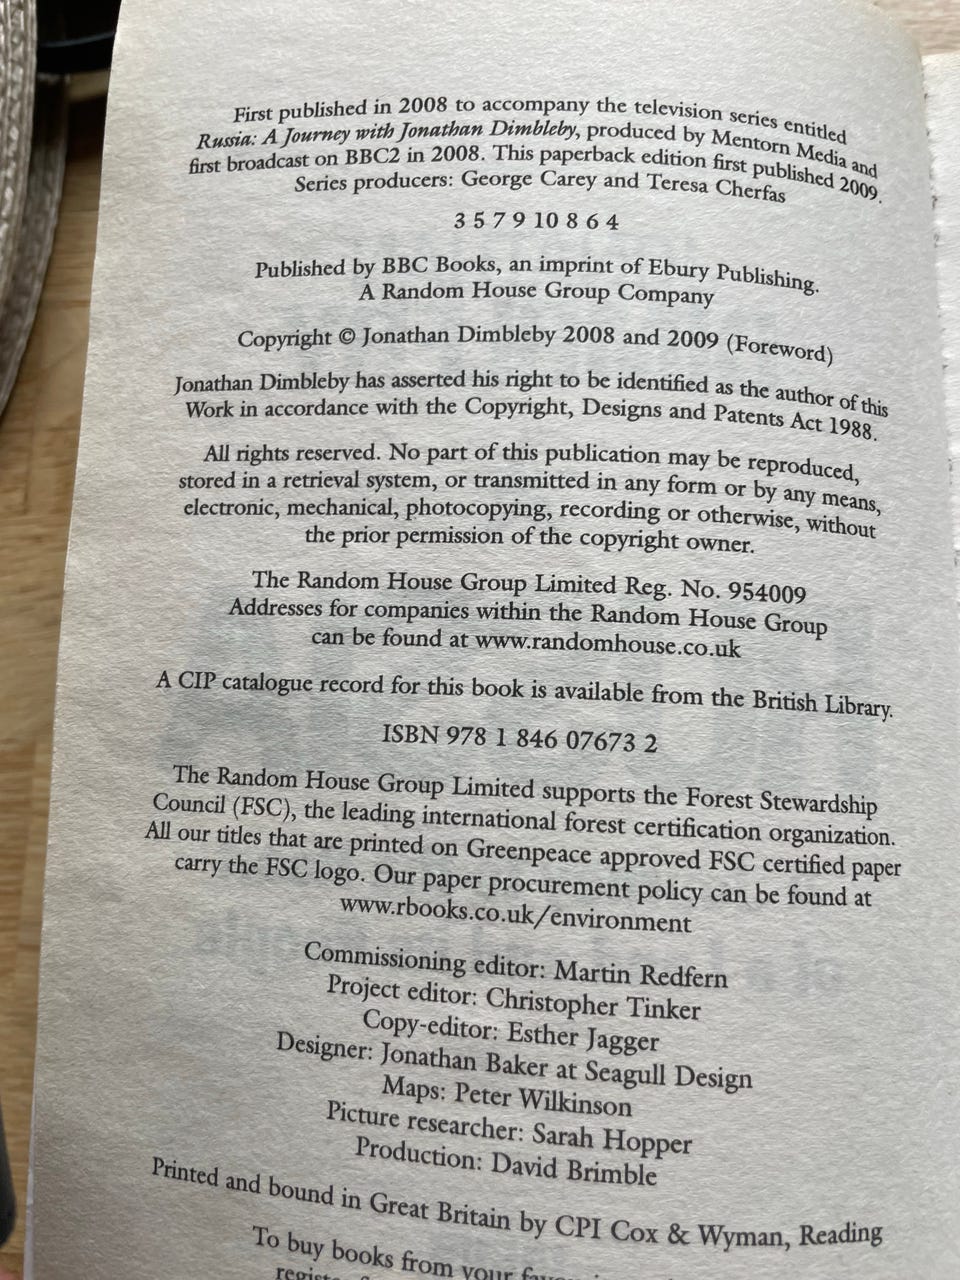 First published in 2008 to accompany the television series entitled
Russia: A Journey with Jonathan Dimbleby, produced by Mentorn Media and
first broadcast on BBC2 in 2008. This paperback edition first published 2009.
Series producers: George Carey and Teresa Cherfas
3 5 7 9 10 8 6 4
Published by BBC Books, an imprint of Ebury Publishing.
A Random House Group Company
Copyright © Jonathan Dimbleby 2008 and 2009 (Foreword)
Jonathan Dimbleby has asserted his right to be identified as the author of this
Work in accordance with the Copyright, Designs and Patents Act 1988.
All rights reserved. No part of this publication may be reproduced,
stored in a retrieval system, or transmitted in any form or by any means,
electronic, mechanical, photocopying, recording or otherwise, without
the prior permission of the copyright owner.
The Random House Group Limited Reg. No. 954009
Addresses for companies within the Random House Group
can be found at www.randomhouse.co.uk
A CIP catalogue record for this book is available from the British Library.
ISBN 978 1 846 07673 2
The Random House Group Limited supports the Forest Stewardship
Council (FSC), the leading international forest certification organization.
All our titles that are printed on Greenpeace approved FSC certified paper
carry the FSC logo. Our paper procurement policy can be found at
www.rbooks.co.uk/environment
Commissioning editor: Martin Redfern
Project editor: Christopher Tinker
Copy-editor: Esther Jagger
Designer: Jonathan Baker at Seagull Design
Maps: Peter Wilkinson
Picture researcher: Sarah Hopper
Production: David Brimble
Printed and bound in Great Britain by CPI Cox & Wyman, Reading
To buy books from your